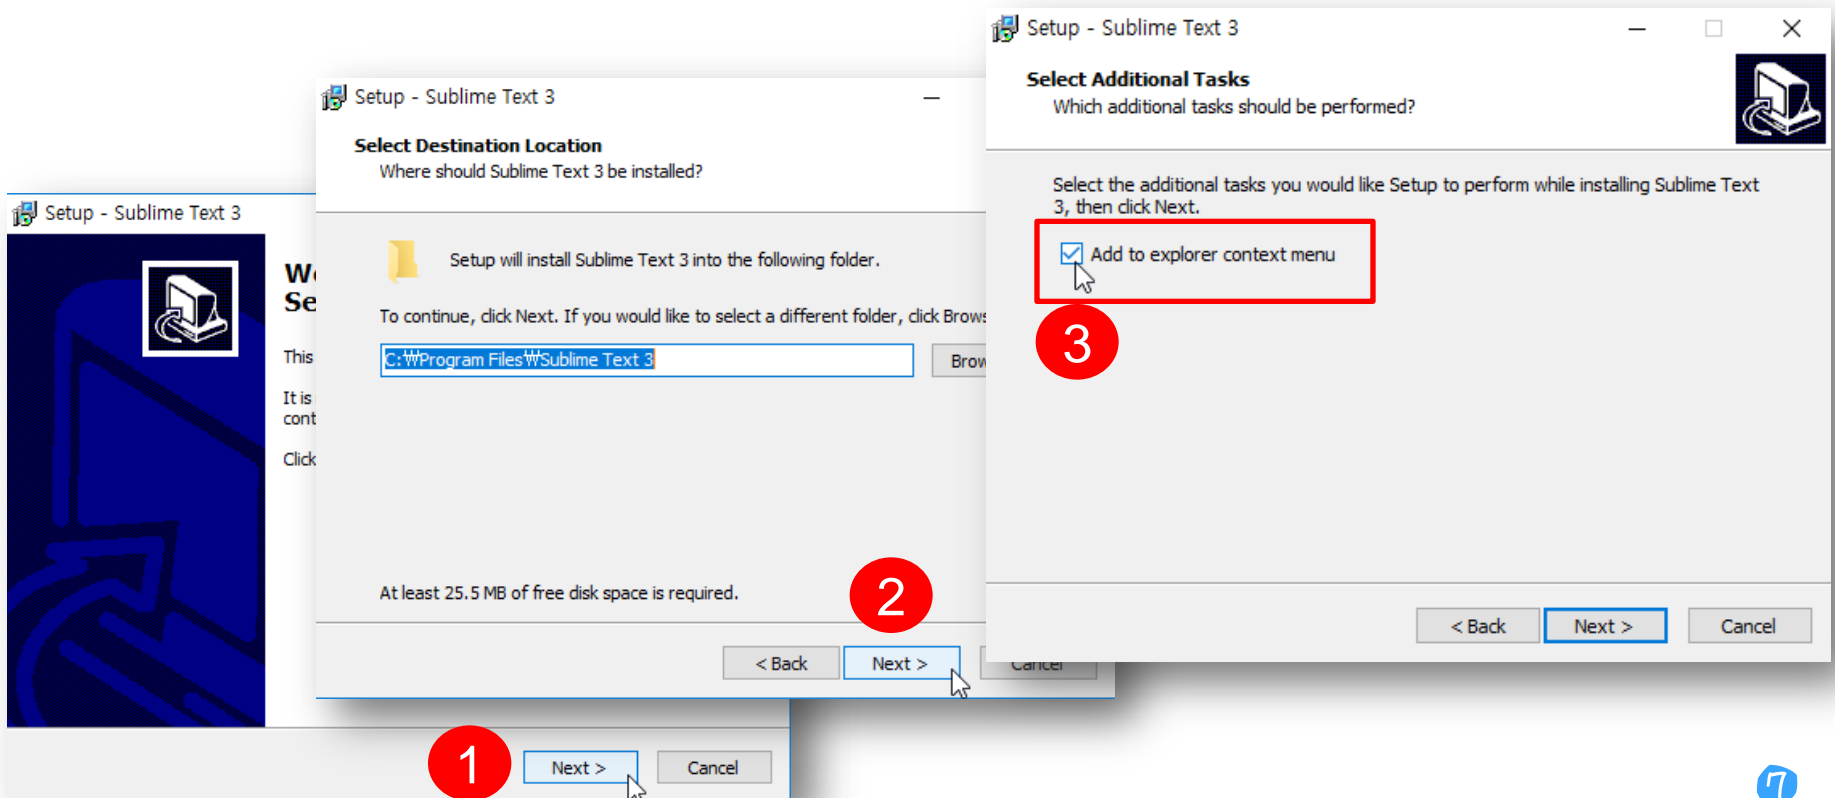 Setup - Sublime Text 3
This
It is
cont
Click
1
Next >
Cancel
Setup - Sublime Text 3
Select Destination Location
Where should Sublime Text 3 be installed?
Setup will install Sublime Text 3 into the following folder.
To continue, click Next. If you would like to select a different folder, click
C:₩Program Files₩Sublime Text 3
At least 25.5 MB of free disk space is required.
2
< Back
Next >
Cancel
Setup - Sublime Text 3
Select Additional Tasks
Which additional tasks should be performed?
Select the additional tasks you would like Setup to perform while installing Sublime Text
3, then click Next.
Add to explorer context menu
3
< Back
Next >
Cancel
7